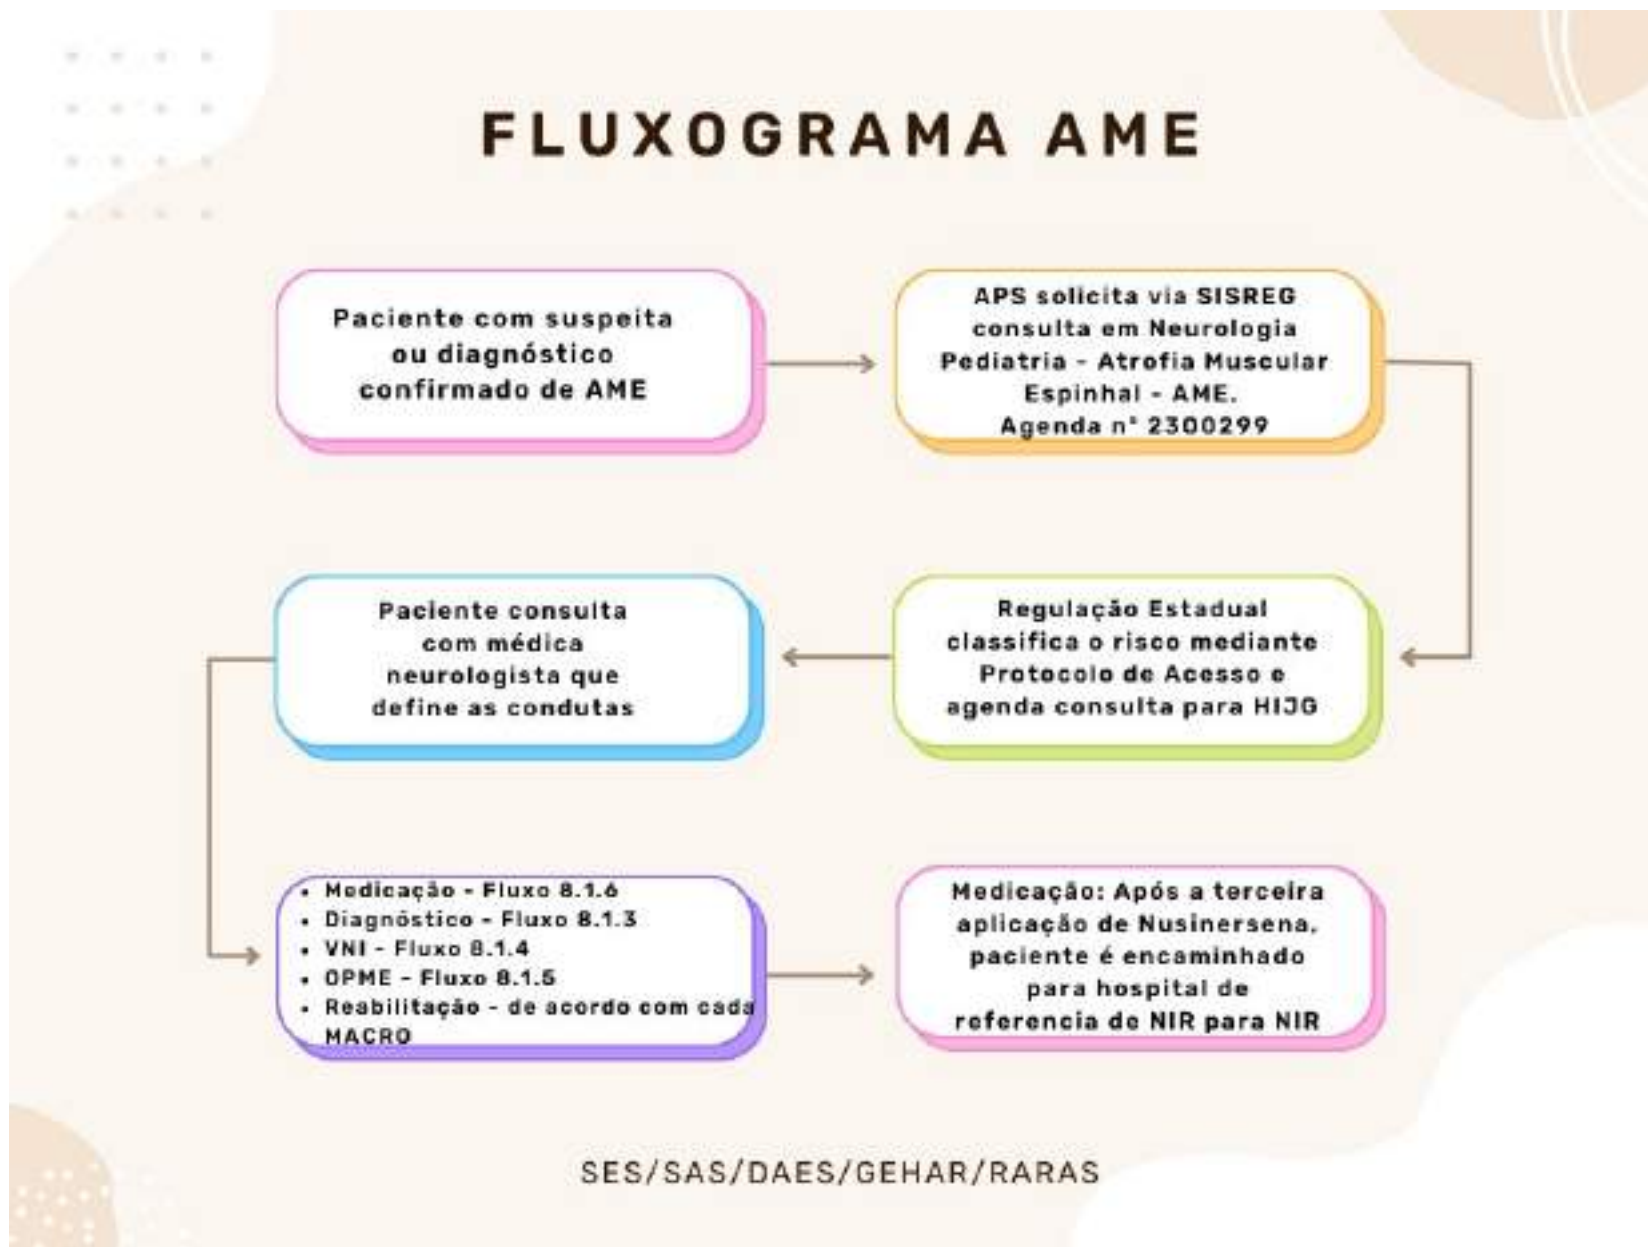 FLUXOGRAMA AME
Paciente com suspeita
ou diagnóstico
confirmado de AME
APS solicita via SISREG
consulta em Neurologia
Pediatria - Atrofia Muscular
Espinhal - AME.
Agenda n° 2300299
Regulação Estadual
classifica o risco mediante
Protocolo de Acesso e
agenda consulta para HIJG
Paciente consulta
com médica
neurologista que
define as condutas
• Medicação - Fluxo 8.1.6
• Diagnóstico - Fluxo 8.1.3
• VNI - Fluxo 8.1.4
• OPME - Fluxo 8.1.5
• Reabilitação - de acordo com cada
MACRO
Medicação: Após a terceira
aplicação de Nusinersena,
paciente é encaminhado
para hospital de
referencia de NIR para NIR
SES/SAS/DAES/GEHAR/RARAS